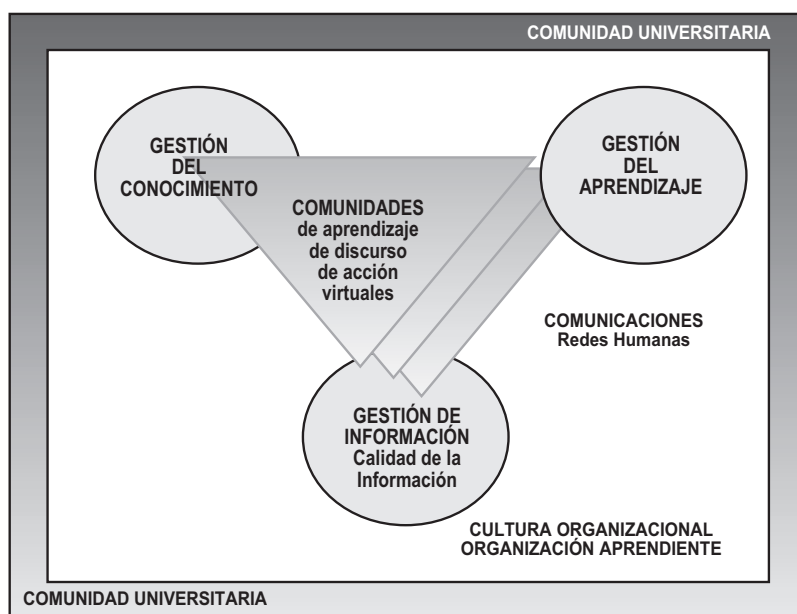 COMUNIDAD UNIVERSITARIA
GESTIÓN
DEL
CONOCIMIENTO
GESTIÓN
DEL
APRENDIZAJE
COMUNIDADES
de aprendizaje
de discurso
de acción
virtuales
COMUNICACIONES
Redes Humanas
GESTIÓN DE
INFORMACIÓN
Calidad de la
Información
CULTURA ORGANIZACIONAL
ORGANIZACIÓN APRENDIENTE
COMUNIDAD UNIVERSITARIA